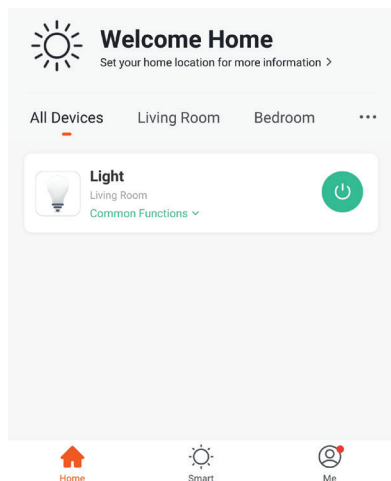 Welcome Home
Set your home location for more information >
All Devices Living Room Bedroom ...
Light
Living Room
Common Functions
Home Smart Me